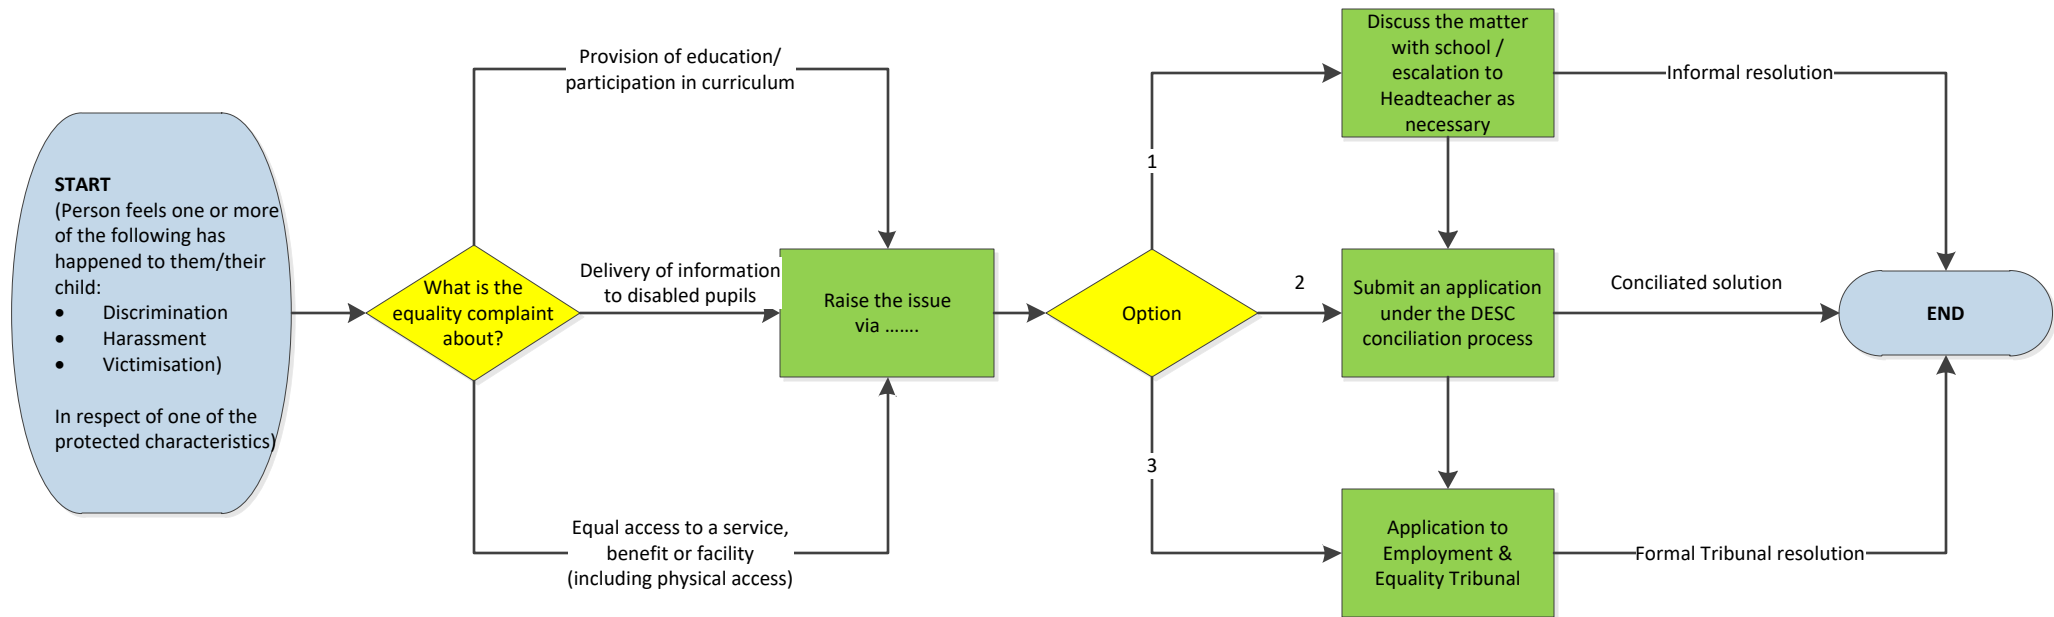 START
(Person feels one or more
of the following has
happened to them/their
child:
• Discrimination
• Harassment
• Victimisation)
In respect of one of the
protected characteristics)
What is the
equality complaint
about?
Provision of education/
participation in curriculum
Delivery of information
to disabled pupils
Equal access to a service,
benefit or facility
(including physical access)
Raise the issue
via .......
Option
1
2
3
Discuss the matter
with school /
escalation to
Headteacher as
necessary
Submit an application
under the DESC
conciliation process
Application to
Employment &
Equality Tribunal
Informal resolution
Conciliated solution
Formal Tribunal resolution
END